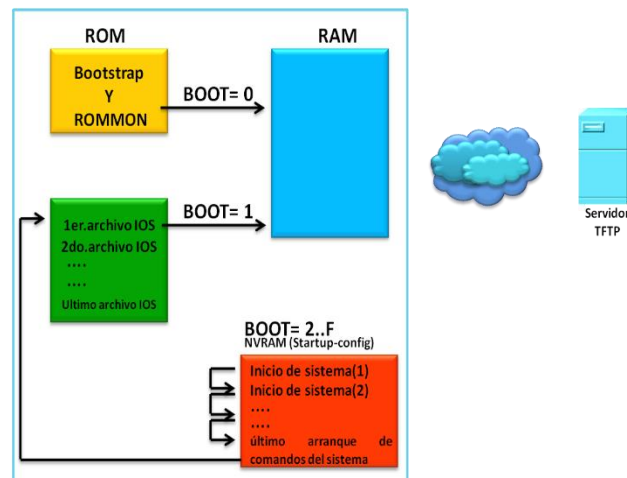 ROM
RAM
Bootstrap
Y
ROMMON
BOOT= 0
1er.archivo IOS
2do.archivo IOS
....
....
Ultimo archivo IOS
BOOT= 1
Servidor
TFTP
BOOT= 2..F
NVRAM (Startup-config)
Inicio de sistema(1)
Inicio de sistema(2)
....
....
último arranque de
comandos del sistema